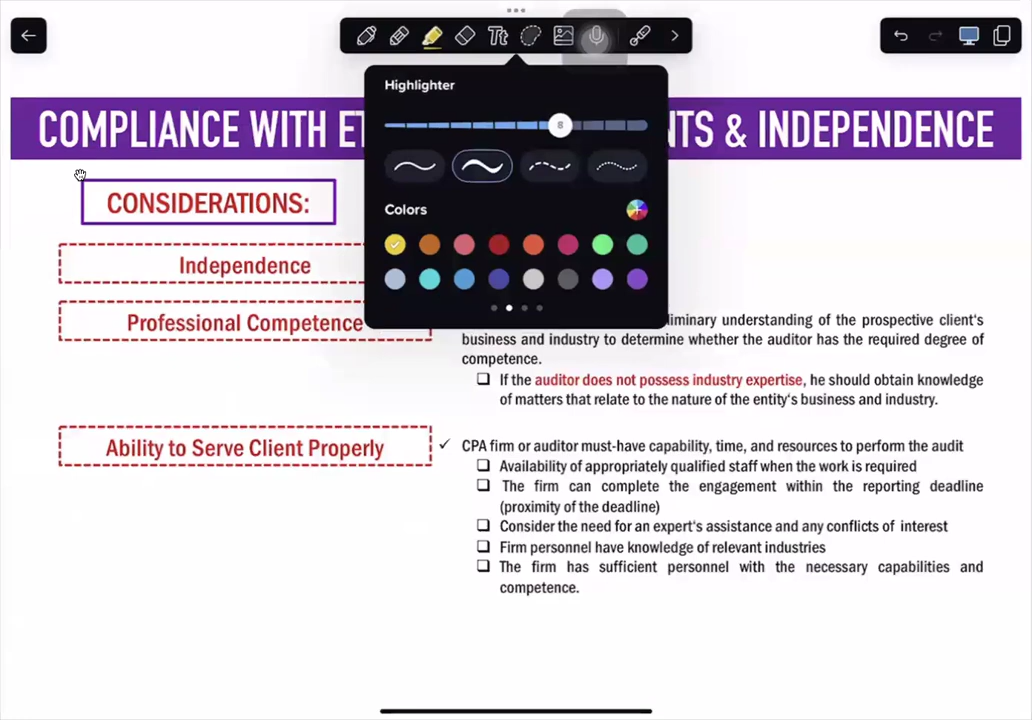 Tt
Highlighter
8
COMPLIANCE WITH ET NTS & INDEPENDENCE
Colors
CONSIDERATIONS:
Independence
Professional Competence
liminary understanding of the prospective client's
business and industry to determine whether the auditor has the required degree of
competence.
❑ If the auditor does not possess industry expertise, he should obtain knowledge
of matters that relate to the nature of the entity's business and industry.
Ability to Serve Client Properly
✓ CPA firm or auditor must-have capability, time, and resources to perform the audit
❑ Availability of appropriately qualified staff when the work is required
❑ The firm can complete the engagement within the reporting deadline
(proximity of the deadline)
❑ Consider the need for an expert's assistance and any conflicts of interest
❑ Firm personnel have knowledge of relevant industries
❑ The firm has sufficient personnel with the necessary capabilities and
competence.